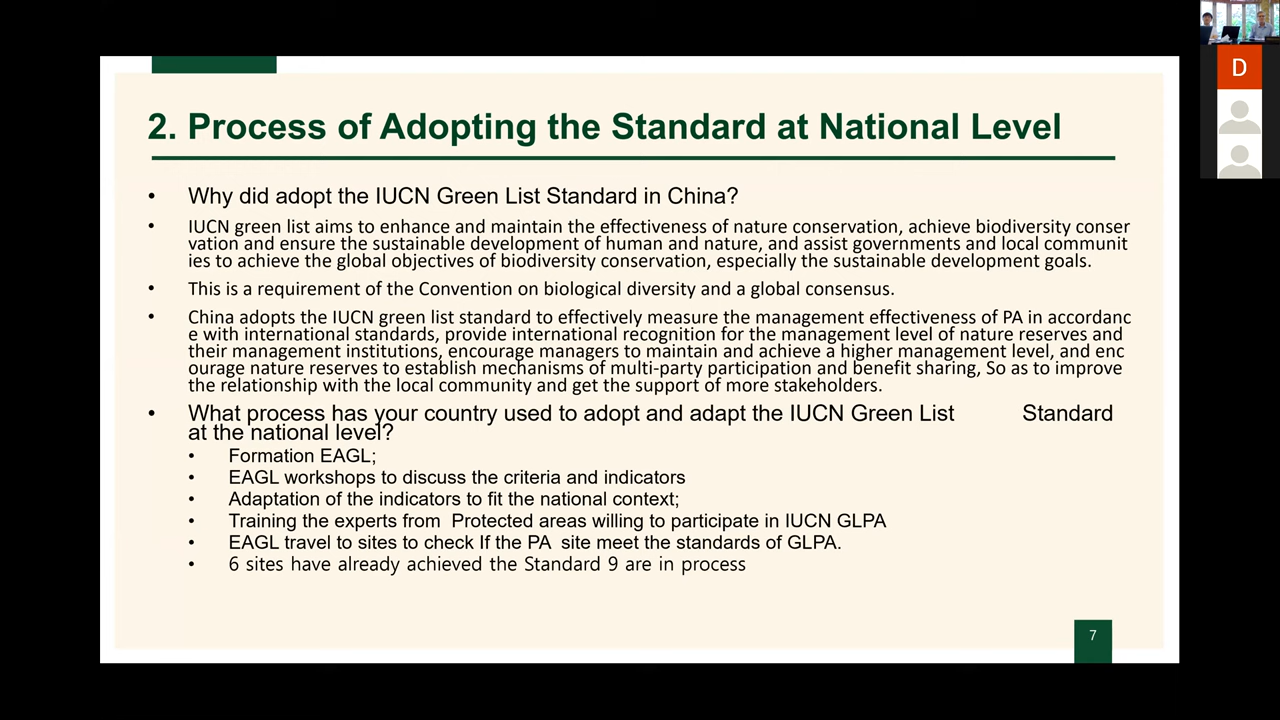 2. Process of Adopting the Standard at National Level
• Why did adopt the IUCN Green List Standard in China?
• IUCN green list aims to enhance and maintain the effectiveness of nature conservation, achieve biodiversity conser
vation and ensure the sustainable development of human and nature, and assist governments and local communit
ies to achieve the global objectives of biodiversity conservation, especially the sustainable development goals.
• This is a requirement of the Convention on biological diversity and a global consensus.
• China adopts the IUCN green list standard to effectively measure the management effectiveness of PA in accordanc
e with international standards, provide international recognition for the management level of nature reserves and
their management institutions, encourage managers to maintain and achieve a higher management level, and enc
ourage nature reserves to establish mechanisms of multi-party participation and benefit sharing, So as to improve
the relationship with the local community and get the support of more stakeholders.
• What process has your country used to adopt and adapt the IUCN Green List Standard
at the national level?
• Formation EAGL;
• EAGL workshops to discuss the criteria and indicators
• Adaptation of the indicators to fit the national context;
• Training the experts from Protected areas willing to participate in IUCN GLPA
• EAGL travel to sites to check If the PA site meet the standards of GLPA.
• 6 sites have already achieved the Standard 9 are in process
7
D